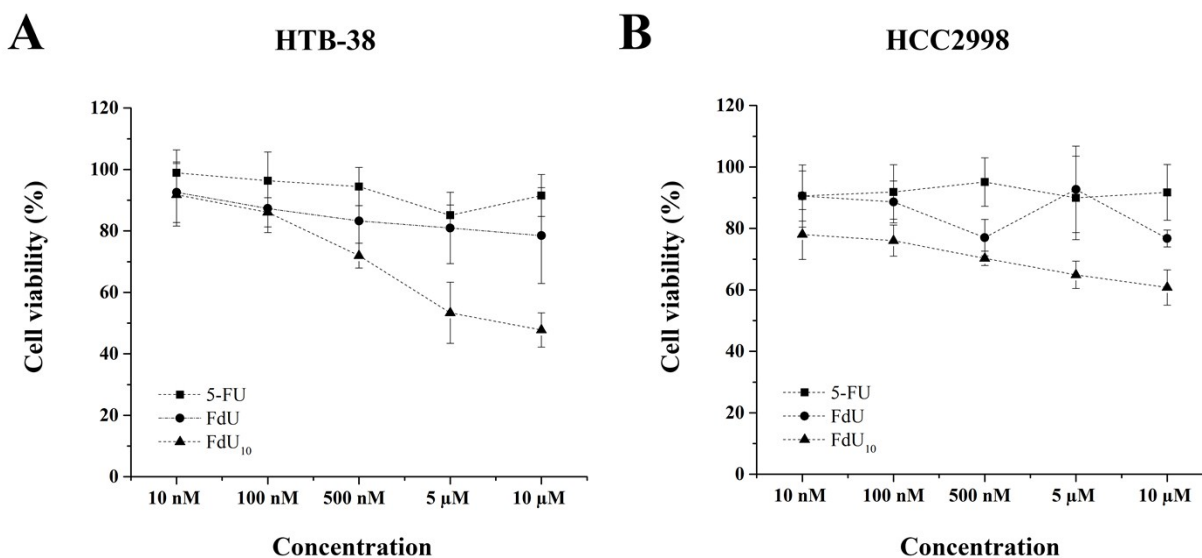 A
HTB-38
Cell viability (%)
120
100
80
60
40
20
0
5-FU
FdU
FdU₁₀
10 nM 100 nM 500 nM 5 µM 10 µM
Concentration
B
HCC2998
Cell viability (%)
120
100
80
60
40
20
0
5-FU
FdU
FdU₁₀
10 nM 100 nM 500 nM 5 µM 10 µM
Concentration